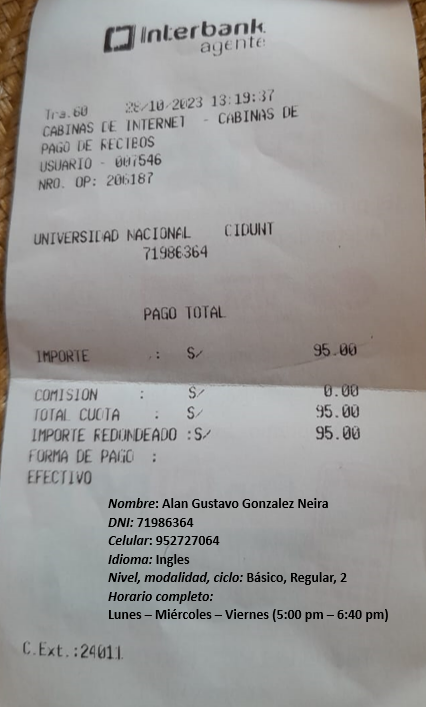 Interbank
agente
Tra.60 28/10/2023 13:19:37
CABINAS DE INTERNET - CABINAS DE
PAGO DE RECIBOS
USUARIO - 007546
NRO. OP: 206187
UNIVERSIDAD NACIONAL CIDUNT
71986364
PAGO TOTAL
IMPORTE : S/ 95.00
COMISION : S/ 0.00
TOTAL CUOTA : S/ 95.00
IMPORTE REDONDEADO :S/ 95.00
FORMA DE PAGO :
EFECTIVO
Nombre: Alan Gustavo Gonzalez Neira
DNI: 71986364
Celular: 952727064
Idioma: Ingles
Nivel, modalidad, ciclo: Básico, Regular, 2
Horario completo:
Lunes – Miércoles – Viernes (5:00 pm – 6:40 pm)
C.Ext.:24011